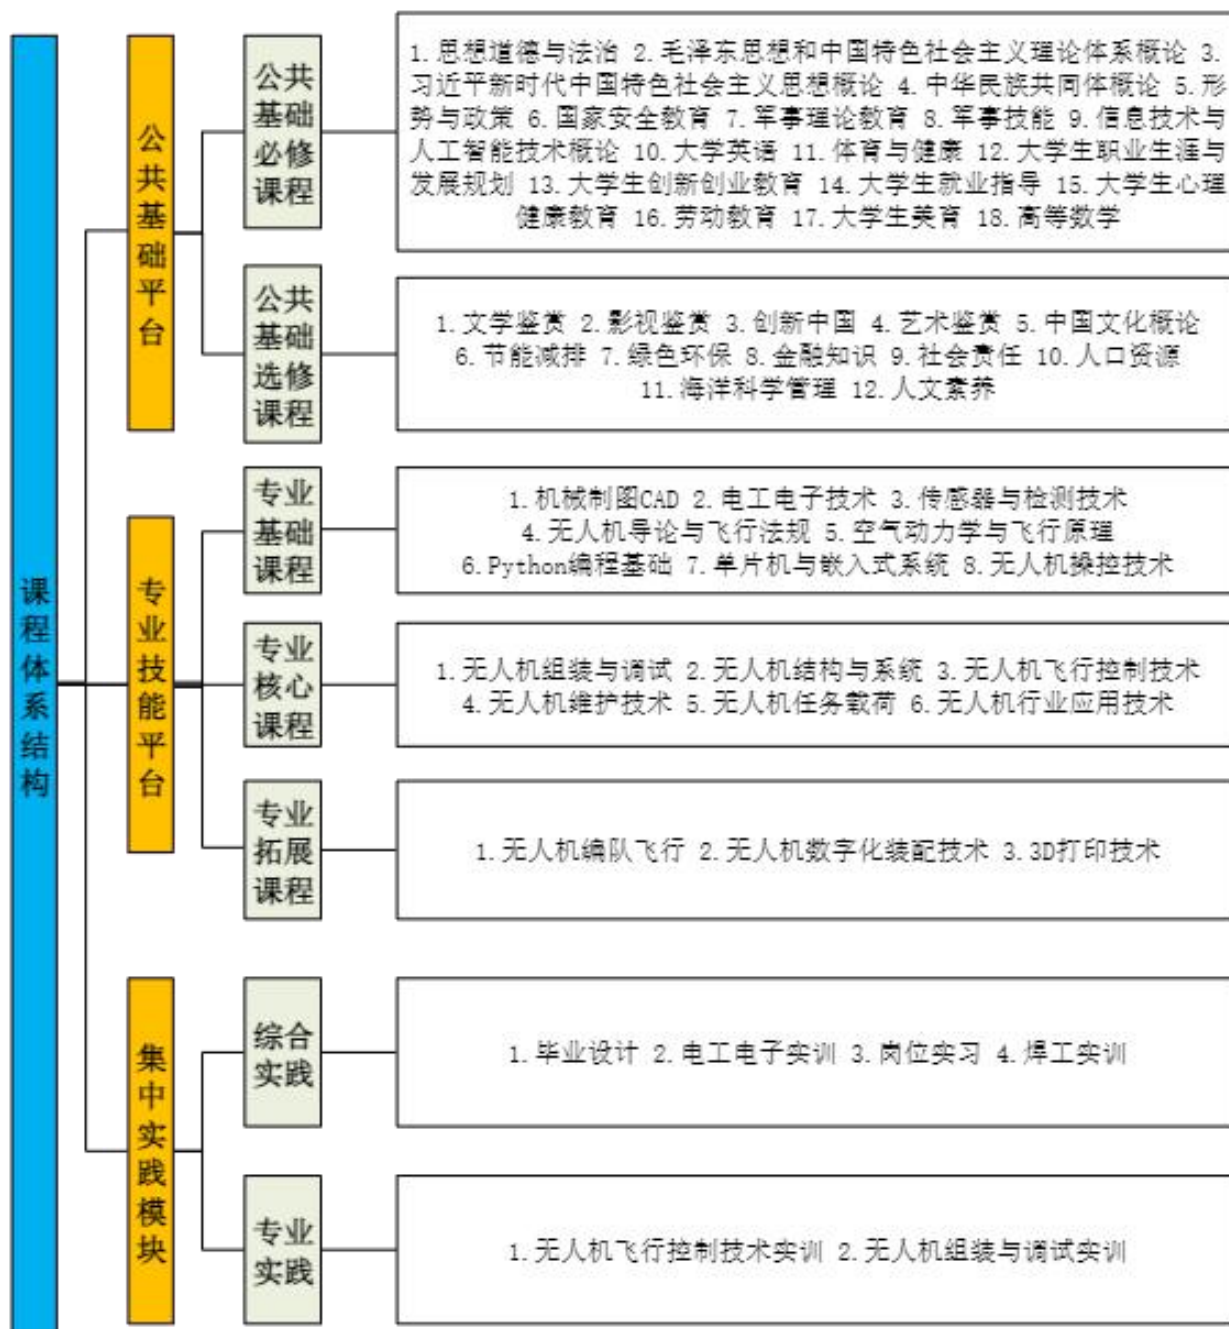 课程体系结构
公共基础平台
公共
基础
必修
课程
1.思想道德与法治 2.毛泽东思想和中国特色社会主义理论体系概论 3.
习近平新时代中国特色社会主义思想概论 4.中华民族共同体概论 5.形
势与政策 6.国家安全教育 7.军事理论教育 8.军事技能 9.信息技术与
人工智能技术概论 10.大学英语 11.体育与健康 12.大学生职业生涯与
发展规划 13.大学生创新创业教育 14.大学生就业指导 15.大学生心理
健康教育 16.劳动教育 17.大学生美育 18.高等数学
公共
基础
选修
课程
1.文学鉴赏 2.影视鉴赏 3.创新中国 4.艺术鉴赏 5.中国文化概论
6.节能减排 7.绿色环保 8.金融知识 9.社会责任 10.人口资源
11.海洋科学管理 12.人文素养
专业技能平台
专业
基础
课程
1.机械制图CAD 2.电工电子技术 3.传感器与检测技术
4.无人机导论与飞行法规 5.空气动力学与飞行原理
6.Python编程基础 7.单片机与嵌入式系统 8.无人机操控技术
专业
核心
课程
1.无人机组装与调试 2.无人机结构与系统 3.无人机飞行控制技术
4.无人机维护技术 5.无人机任务载荷 6.无人机行业应用技术
专业
拓展
课程
1.无人机编队飞行 2.无人机数字化装配技术 3.3D打印技术
集中实践模块
综合
实践
1.毕业设计 2.电工电子实训 3.岗位实习 4.焊工实训
专业
实践
1.无人机飞行控制技术实训 2.无人机组装与调试实训